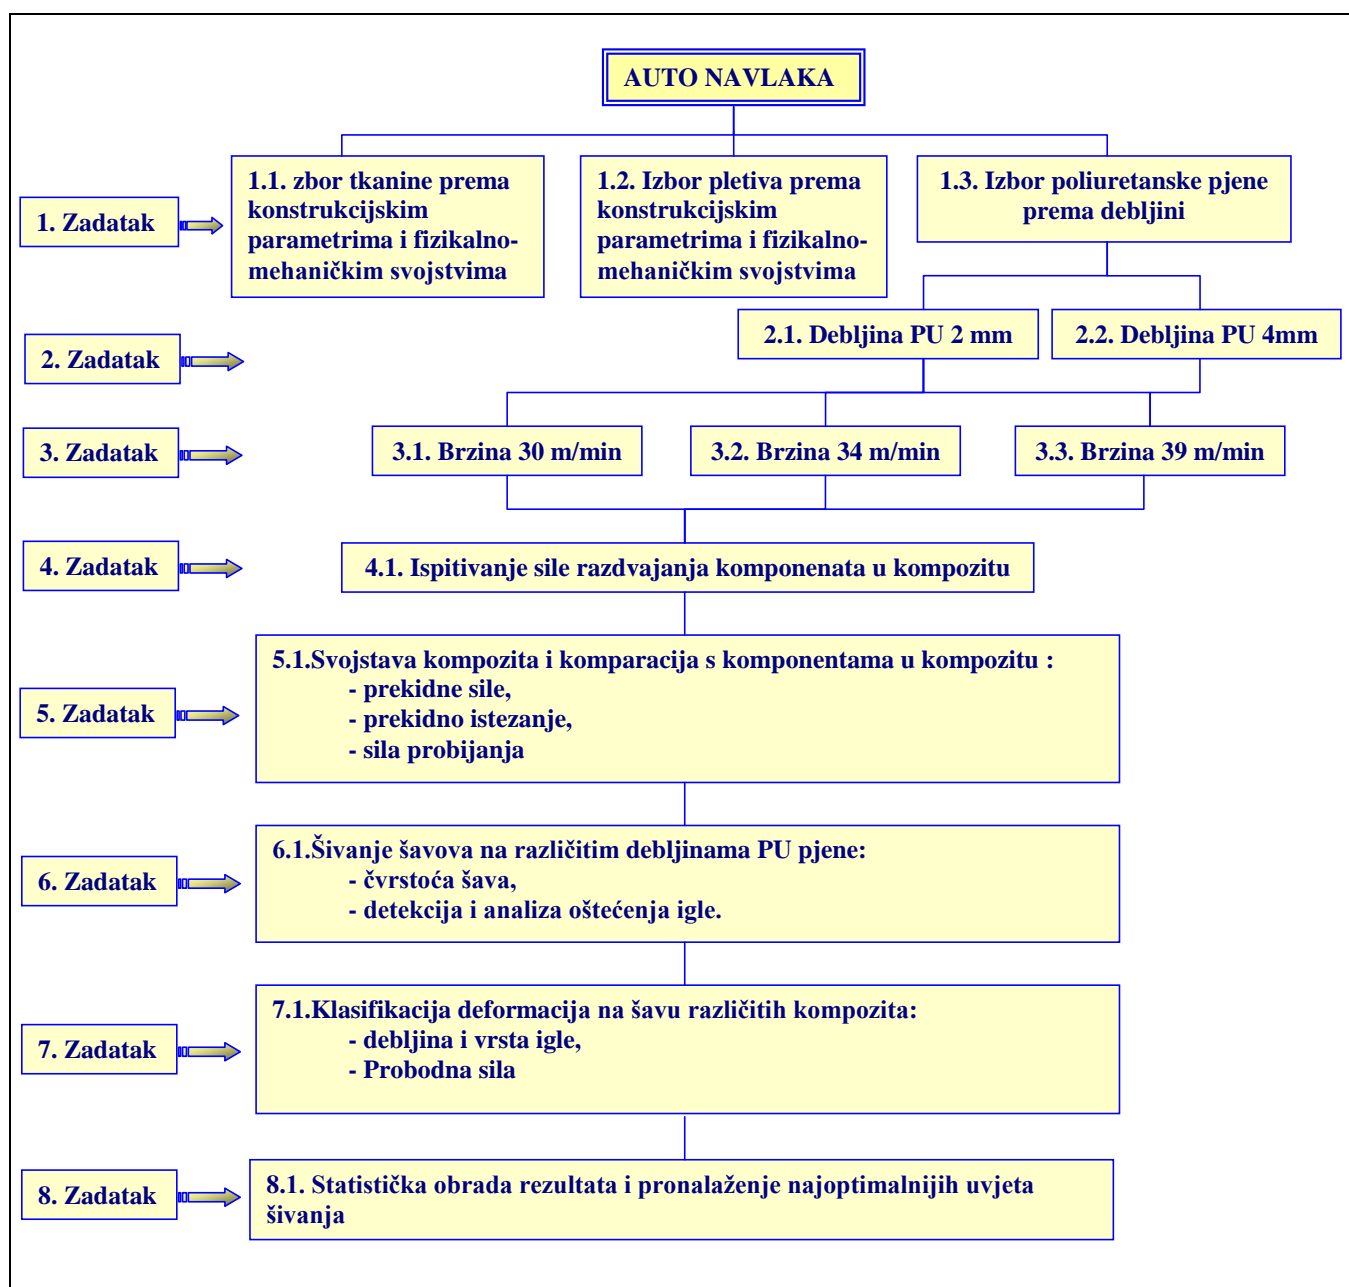 AUTO NAVLAKA
1. Zadatak
1.1. zbor tkanine prema
konstrukcijskim
parametrima i fizikalno-
mehaničkim svojstvima
1.2. Izbor pletiva prema
konstrukcijskim
parametrima i fizikalno-
mehaničkim svojstvima
1.3. Izbor poliuretanske pjene
prema debljini
2. Zadatak
2.1. Debljina PU 2 mm
2.2. Debljina PU 4mm
3. Zadatak
3.1. Brzina 30 m/min
3.2. Brzina 34 m/min
3.3. Brzina 39 m/min
4. Zadatak
4.1. Ispitivanje sile razdvajanja komponenata u kompozitu
5. Zadatak
5.1.Svojstava kompozita i komparacija s komponentama u kompozitu :
- prekidne sile,
- prekidno istezanje,
- sila probijanja
6. Zadatak
6.1.Šivanje šavova na različitim debljinama PU pjene:
- čvrstoća šava,
- detekcija i analiza oštećenja igle.
7. Zadatak
7.1.Klasifikacija deformacija na šavu različitih kompozita:
- debljina i vrsta igle,
- Probodna sila
8. Zadatak
8.1. Statistička obrada rezultata i pronalaženje najoptimalnijih uvjeta
šivanja